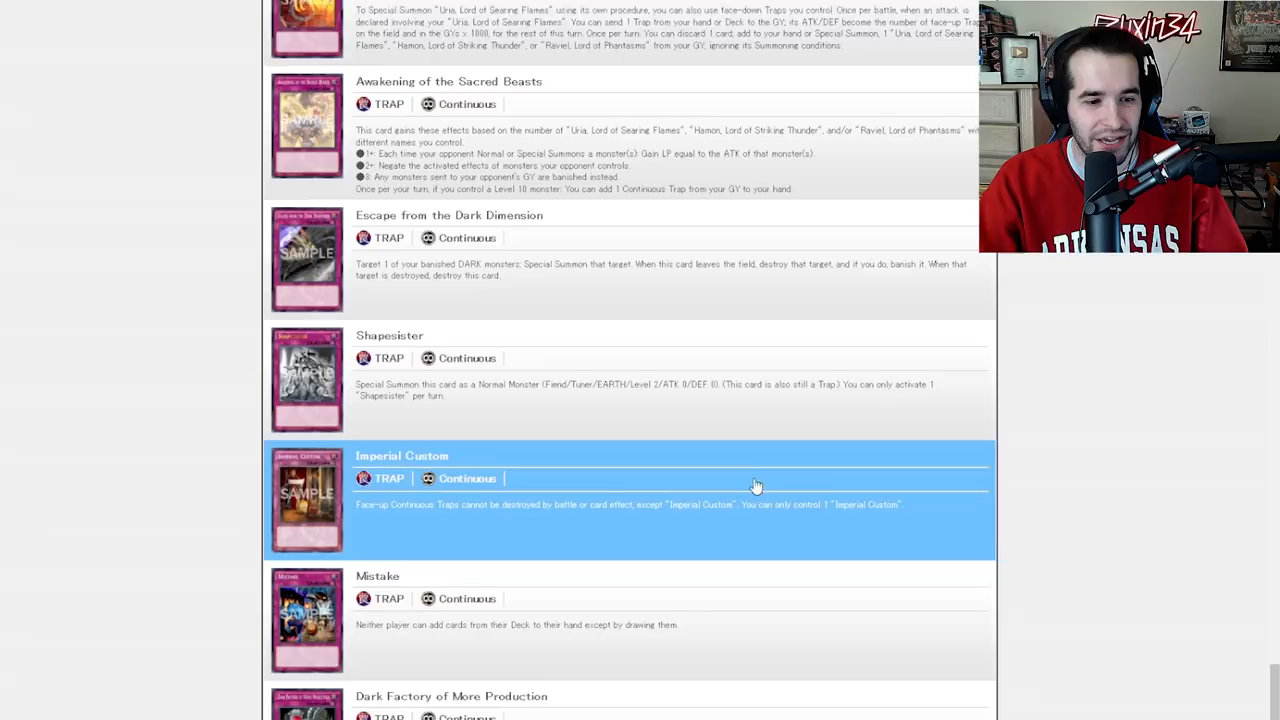 To Special Summon "Uria, Lord of Searing Flames" using its own procedure, you can also use face-down Traps you control. Once per battle, when an attack is
declared involving your "Uria, Lord of Searing Flames": You can send 1 Trap from your hand or Deck to the GY; its ATK/DEF become the number of face-up Trap
on the field and in the GY x 1000, for the rest of this turn. Once per turn: You can discard 1 card; add to your hand or Special Summon, 1 "Uria, Lord of Searing
Flames", "Hamon, Lord of Striking Thunder", or "Raviel, Lord of Phantasms" from your GY ignoring its Summoning conditions.
Awakening of the Sacred Beasts
TRAP Continuous
This card gains these effects based on the number of "Uria, Lord of Searing Flames", "Hamon, Lord of Striking Thunder", and/or "Raviel, Lord of Phantasms" wit
different names you control.
●1+: Each time your opponent Normal or Special Summons a monster(s): Gain LP equal to the ATK of that monster(s).
●2+: Negate the activated effects of monsters your opponent controls.
●3: Any monsters sent to your opponent's GY are banished instead.
Once per your turn, if you control a Level 10 monster: You can add 1 Continuous Trap from your GY to your hand.
Escape from the Dark Dimension
TRAP Continuous
Target 1 of your banished DARK monsters; Special Summon that target. When this card leaves the field, destroy that target, and if you do, banish it. When that
target is destroyed, destroy this card.
Shapesister
TRAP Continuous
Special Summon this card as a Normal Monster (Fiend/Tuner/EARTH/Level 2/ATK 0/DEF 0). (This card is also still a Trap.) You can only activate 1
"Shapesister" per turn.
Imperial Custom
TRAP Continuous
Face-up Continuous Traps cannot be destroyed by battle or card effect, except "Imperial Custom". You can only control 1 "Imperial Custom".
Mistake
TRAP Continuous
Neither player can add cards from their Deck to their hand except by drawing them.
Dark Factory of More Production
TRAP Continuous
SAMPLE
SAMPLE
SAMPLE
SAMPLE
SAMPLE
Ruxin34
ARKANSAS